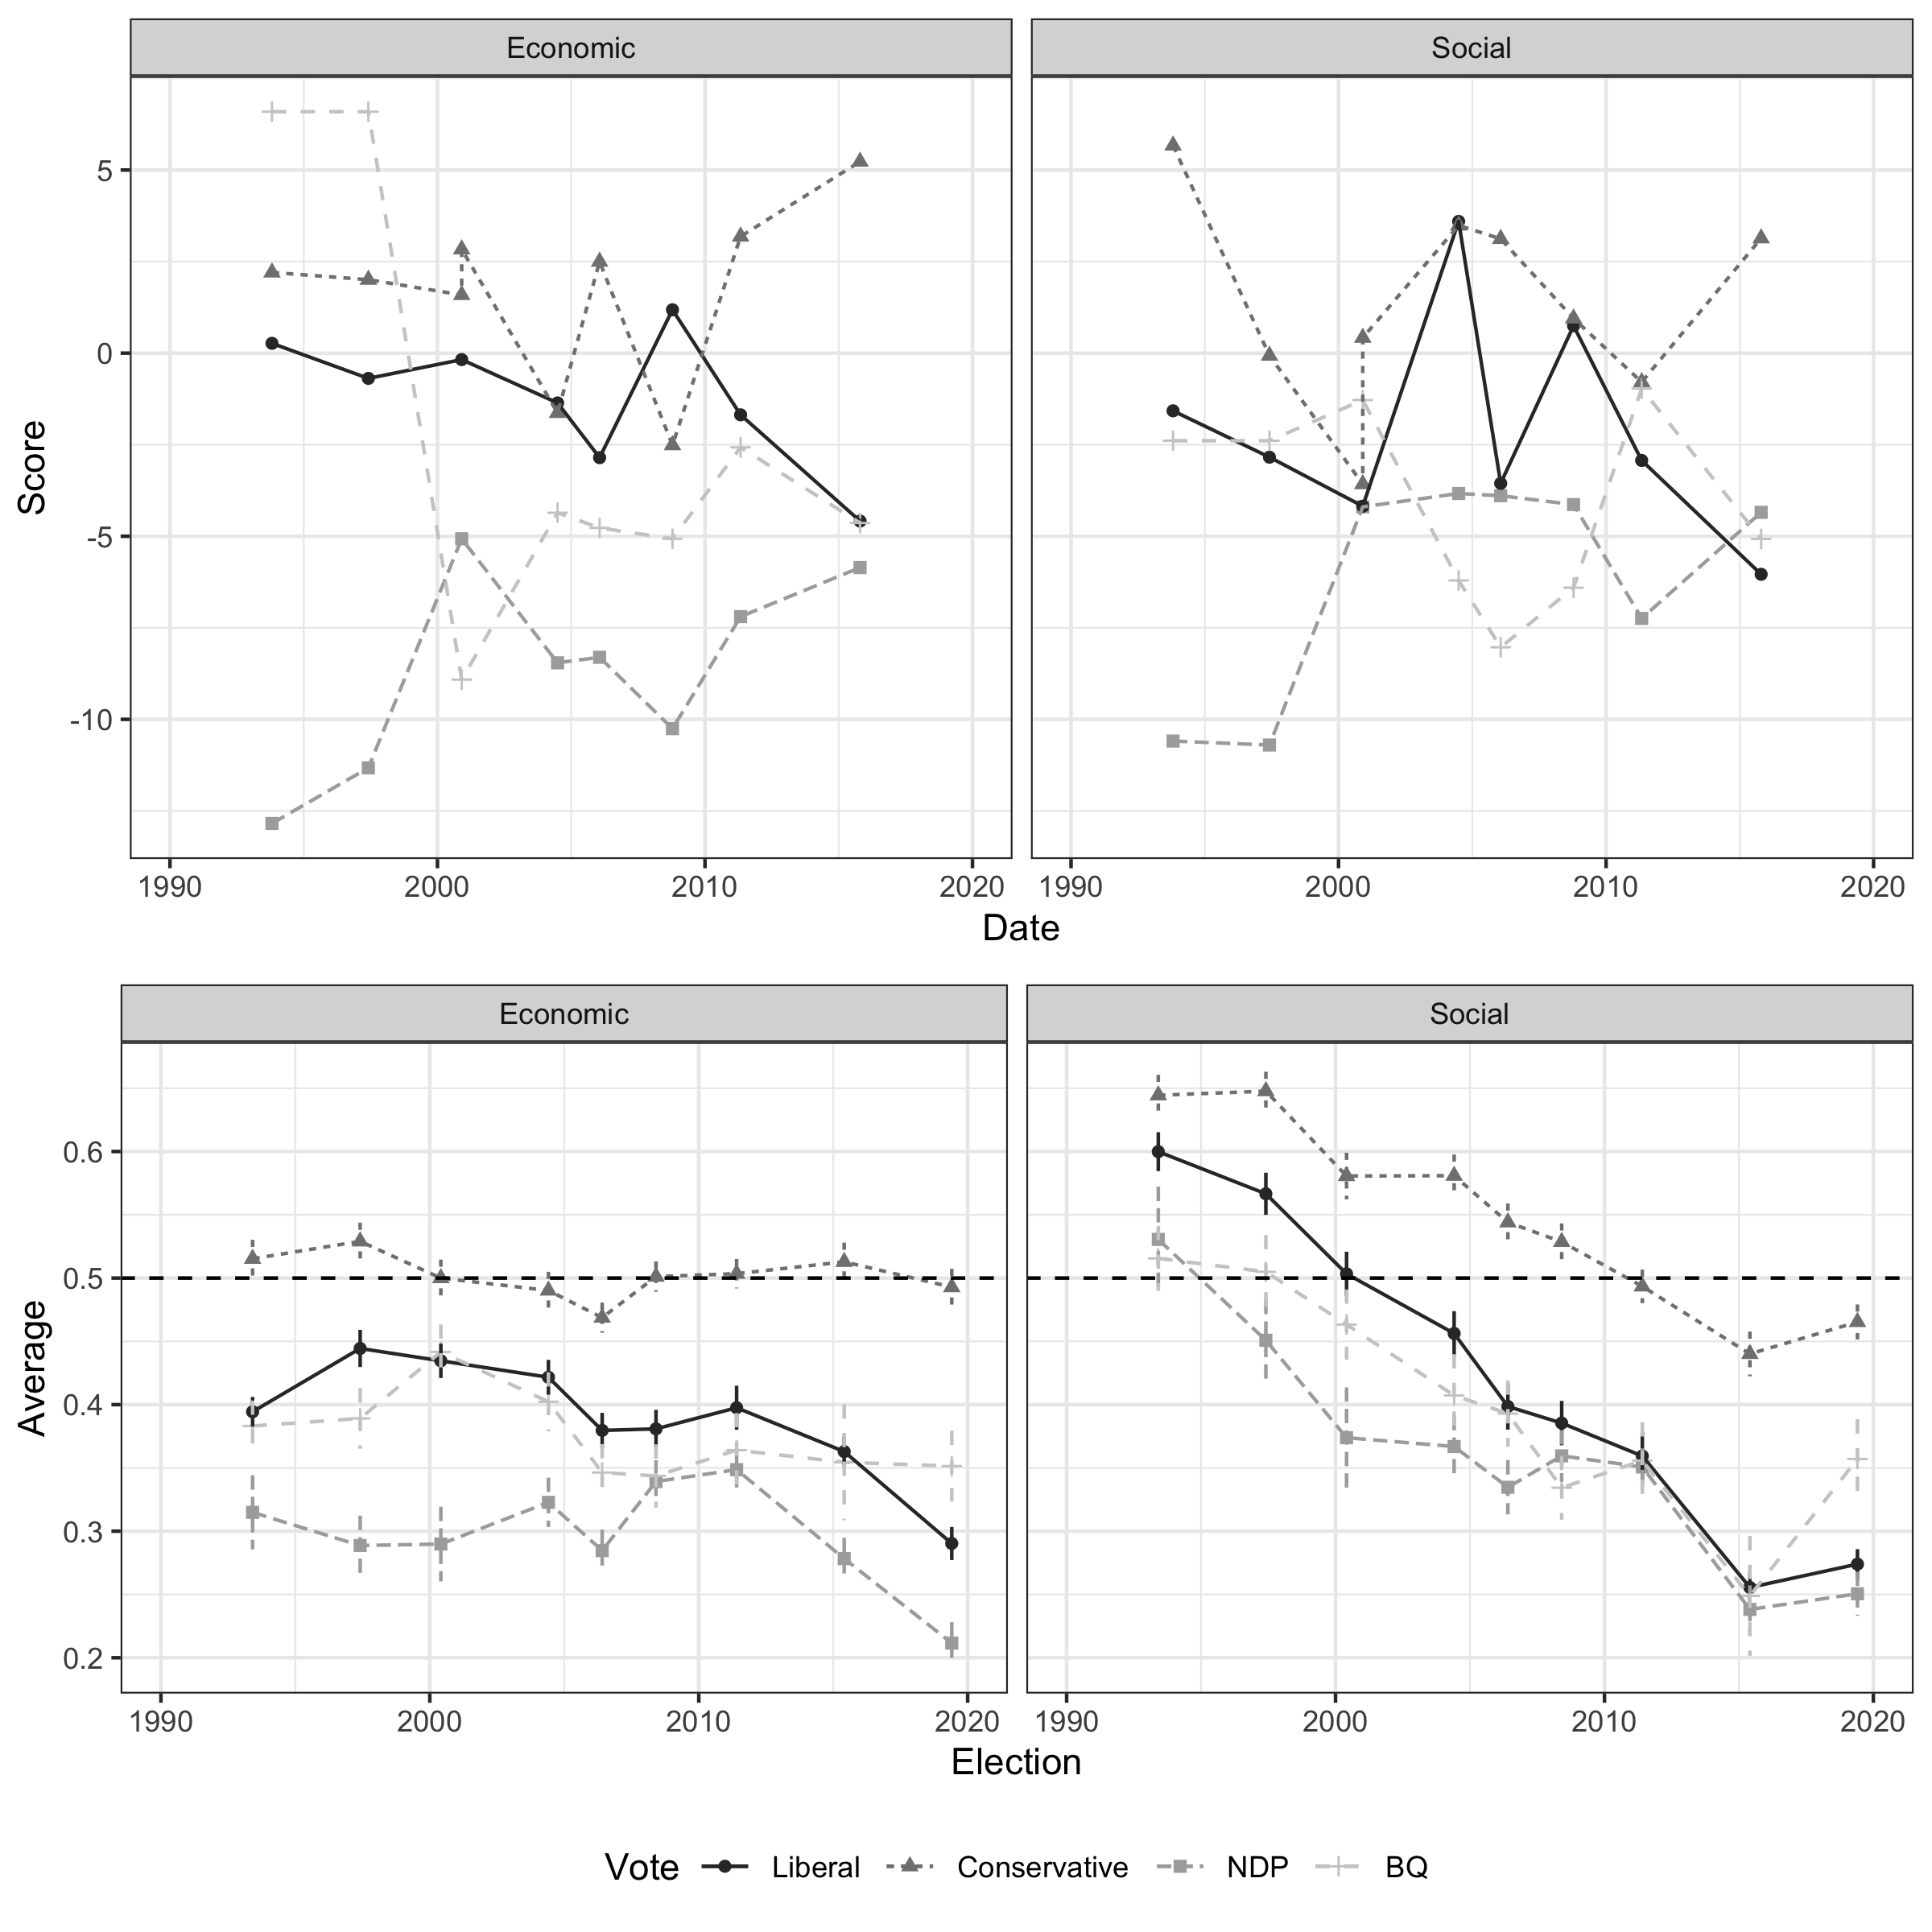 Economic Social
5
0
-5
-10
Score
1990 2000 2010 2020 1990 2000 2010 2020
Date
Economic Social
0.6
0.5
0.4
0.3
0.2
Average
1990 2000 2010 2020 1990 2000 2010 2020
Election
Vote Liberal Conservative NDP BQ